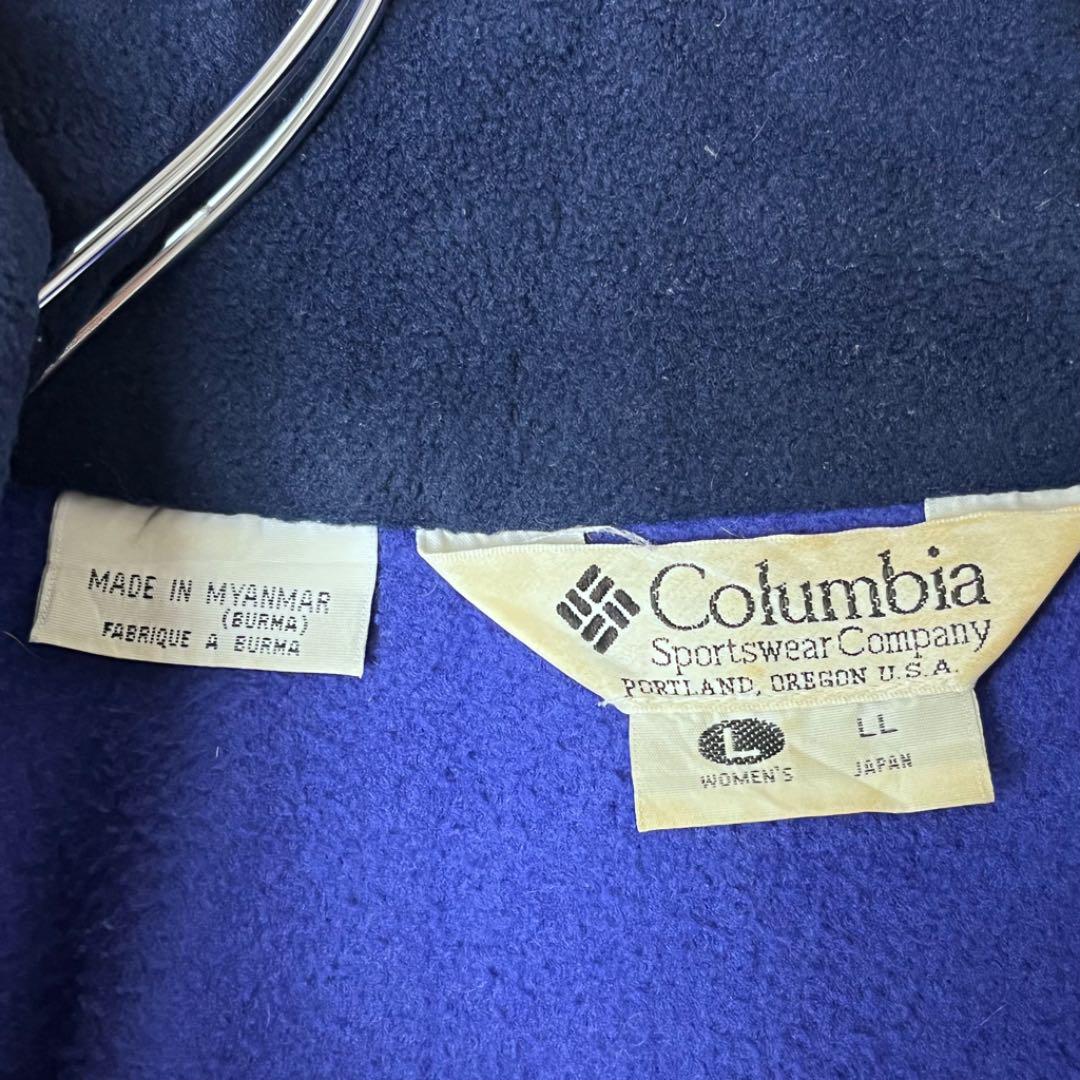 MADE IN MYANMAR
(BURMA)
FABRIQUE A BURMA
Columbia
Sportswear Company
PORTLAND, OREGON U.S.A.
L LL
WOMEN'S JAPAN